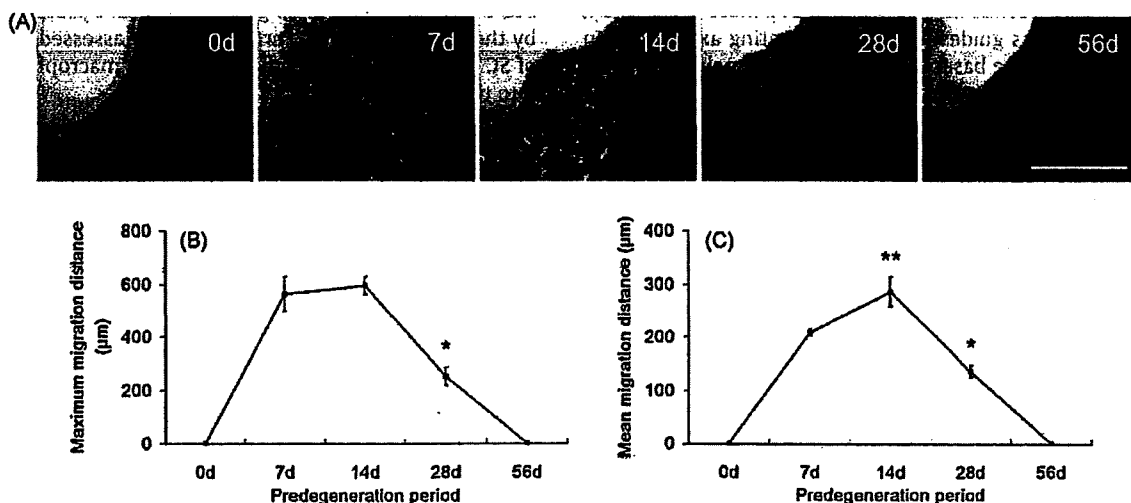 (A)
0d
7d
14d
28d
56d
(B)
800
600
400
200
0
Maximum migration distance
(µm)
*
0d 7d 14d 28d 56d
Predegeneration period
(C)
400
300
200
100
0
Mean migration distance (µm)
**
*
0d 7d 14d 28d 56d
Predegeneration period